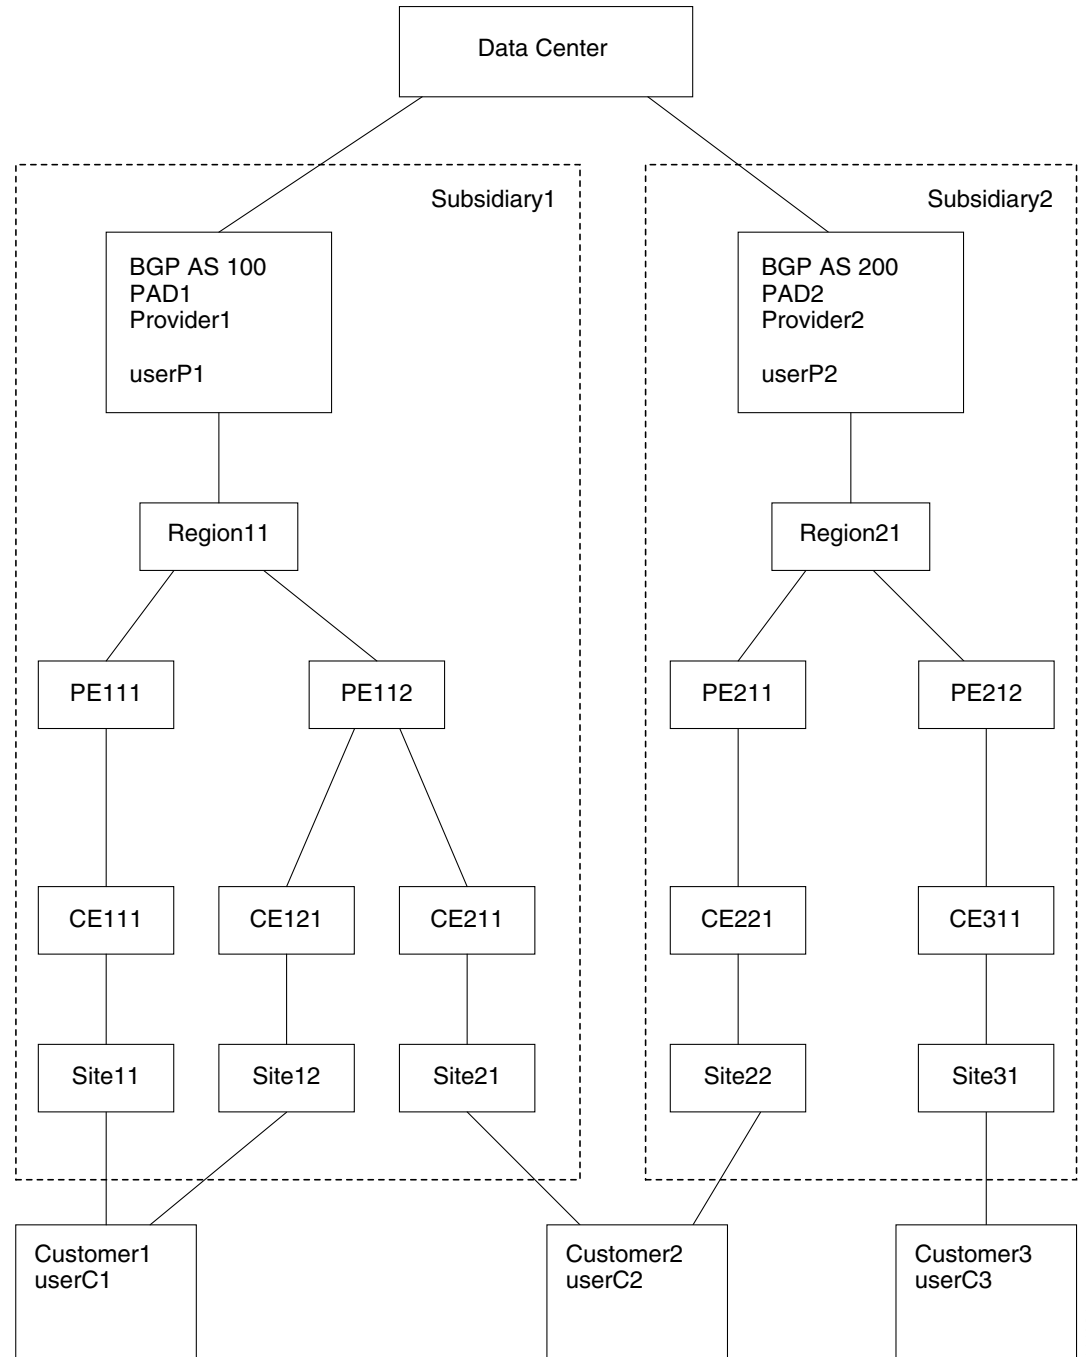 Data Center
Subsidiary1
Subsidiary2
BGP AS 100
PAD1
Provider1
userP1
BGP AS 200
PAD2
Provider2
userP2
Region11
Region21
PE111
PE112
PE211
PE212
CE111
CE121
CE211
CE221
CE311
Site11
Site12
Site21
Site22
Site31
Customer1
userC1
Customer2
userC2
Customer3
userC3